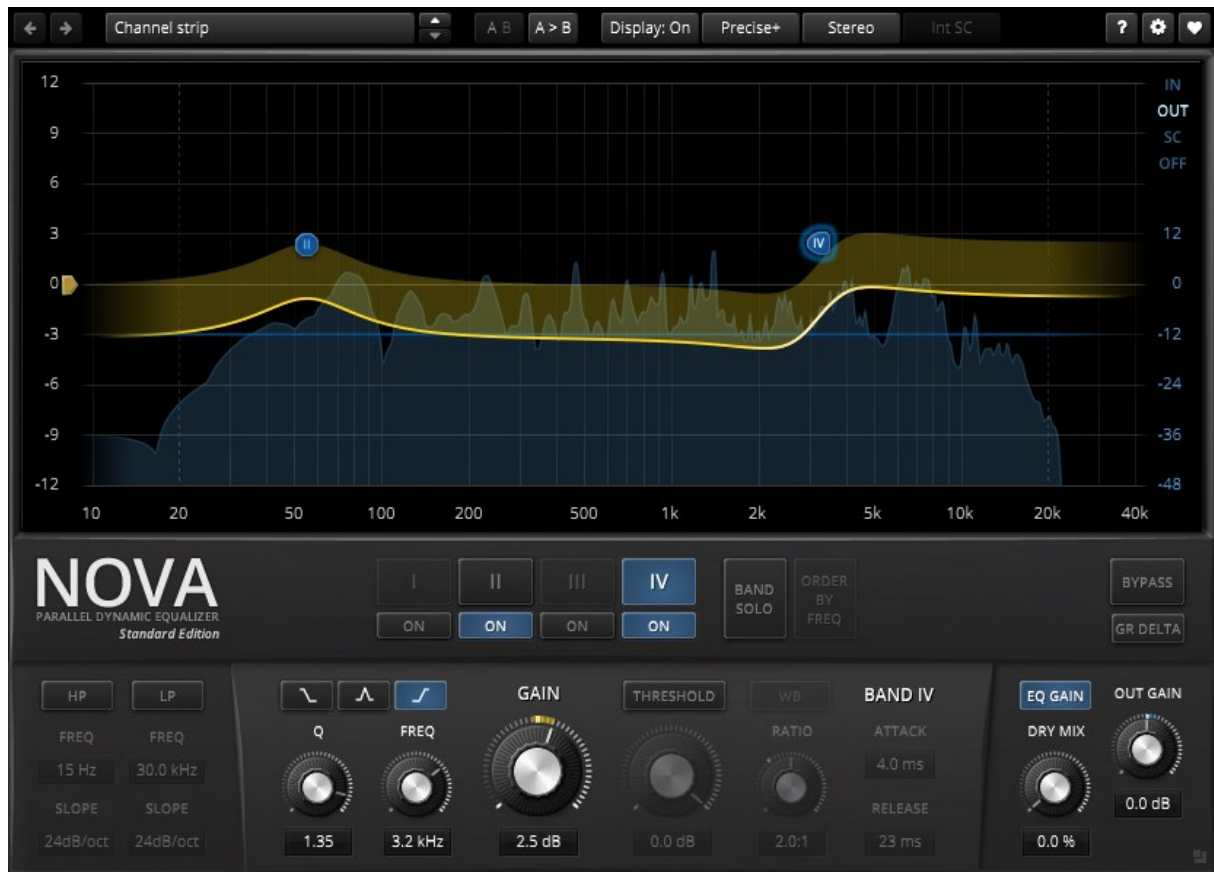 Channel strip
A B
A > B
Display: On
Precise+
Stereo
Int SC
?
12
9
6
3
0
-3
-6
-9
-12
IN
OUT
SC
OFF
12
0
-12
-24
-36
-48
II
IV
10 20 50 100 200 500 1k 2k 5k 10k 20k 40k
NOVA
PARALLEL DYNAMIC EQUALIZER
Standard Edition
I II III IV
ON ON ON ON
BAND
SOLO
ORDER
BY
FREQ
BYPASS
GR DELTA
HP LP
FREQ FREQ
15 Hz 30.0 kHz
SLOPE SLOPE
24dB/oct 24dB/oct
Q
1.35
FREQ
3.2 kHz
GAIN
2.5 dB
THRESHOLD
0.0 dB
WB
RATIO
2.0:1
BAND IV
ATTACK
4.0 ms
RELEASE
23 ms
EQ GAIN
DRY MIX
0.0 %
OUT GAIN
0.0 dB